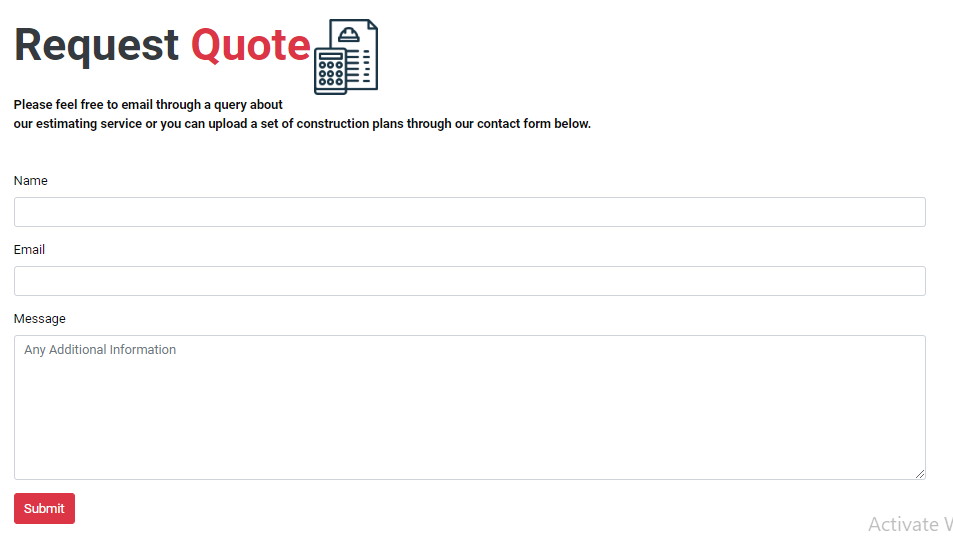 Request Quote
Please feel free to email through a query about
our estimating service or you can upload a set of construction plans through our contact form below.
Name
Email
Message
Any Additional Information
Submit
Activate W